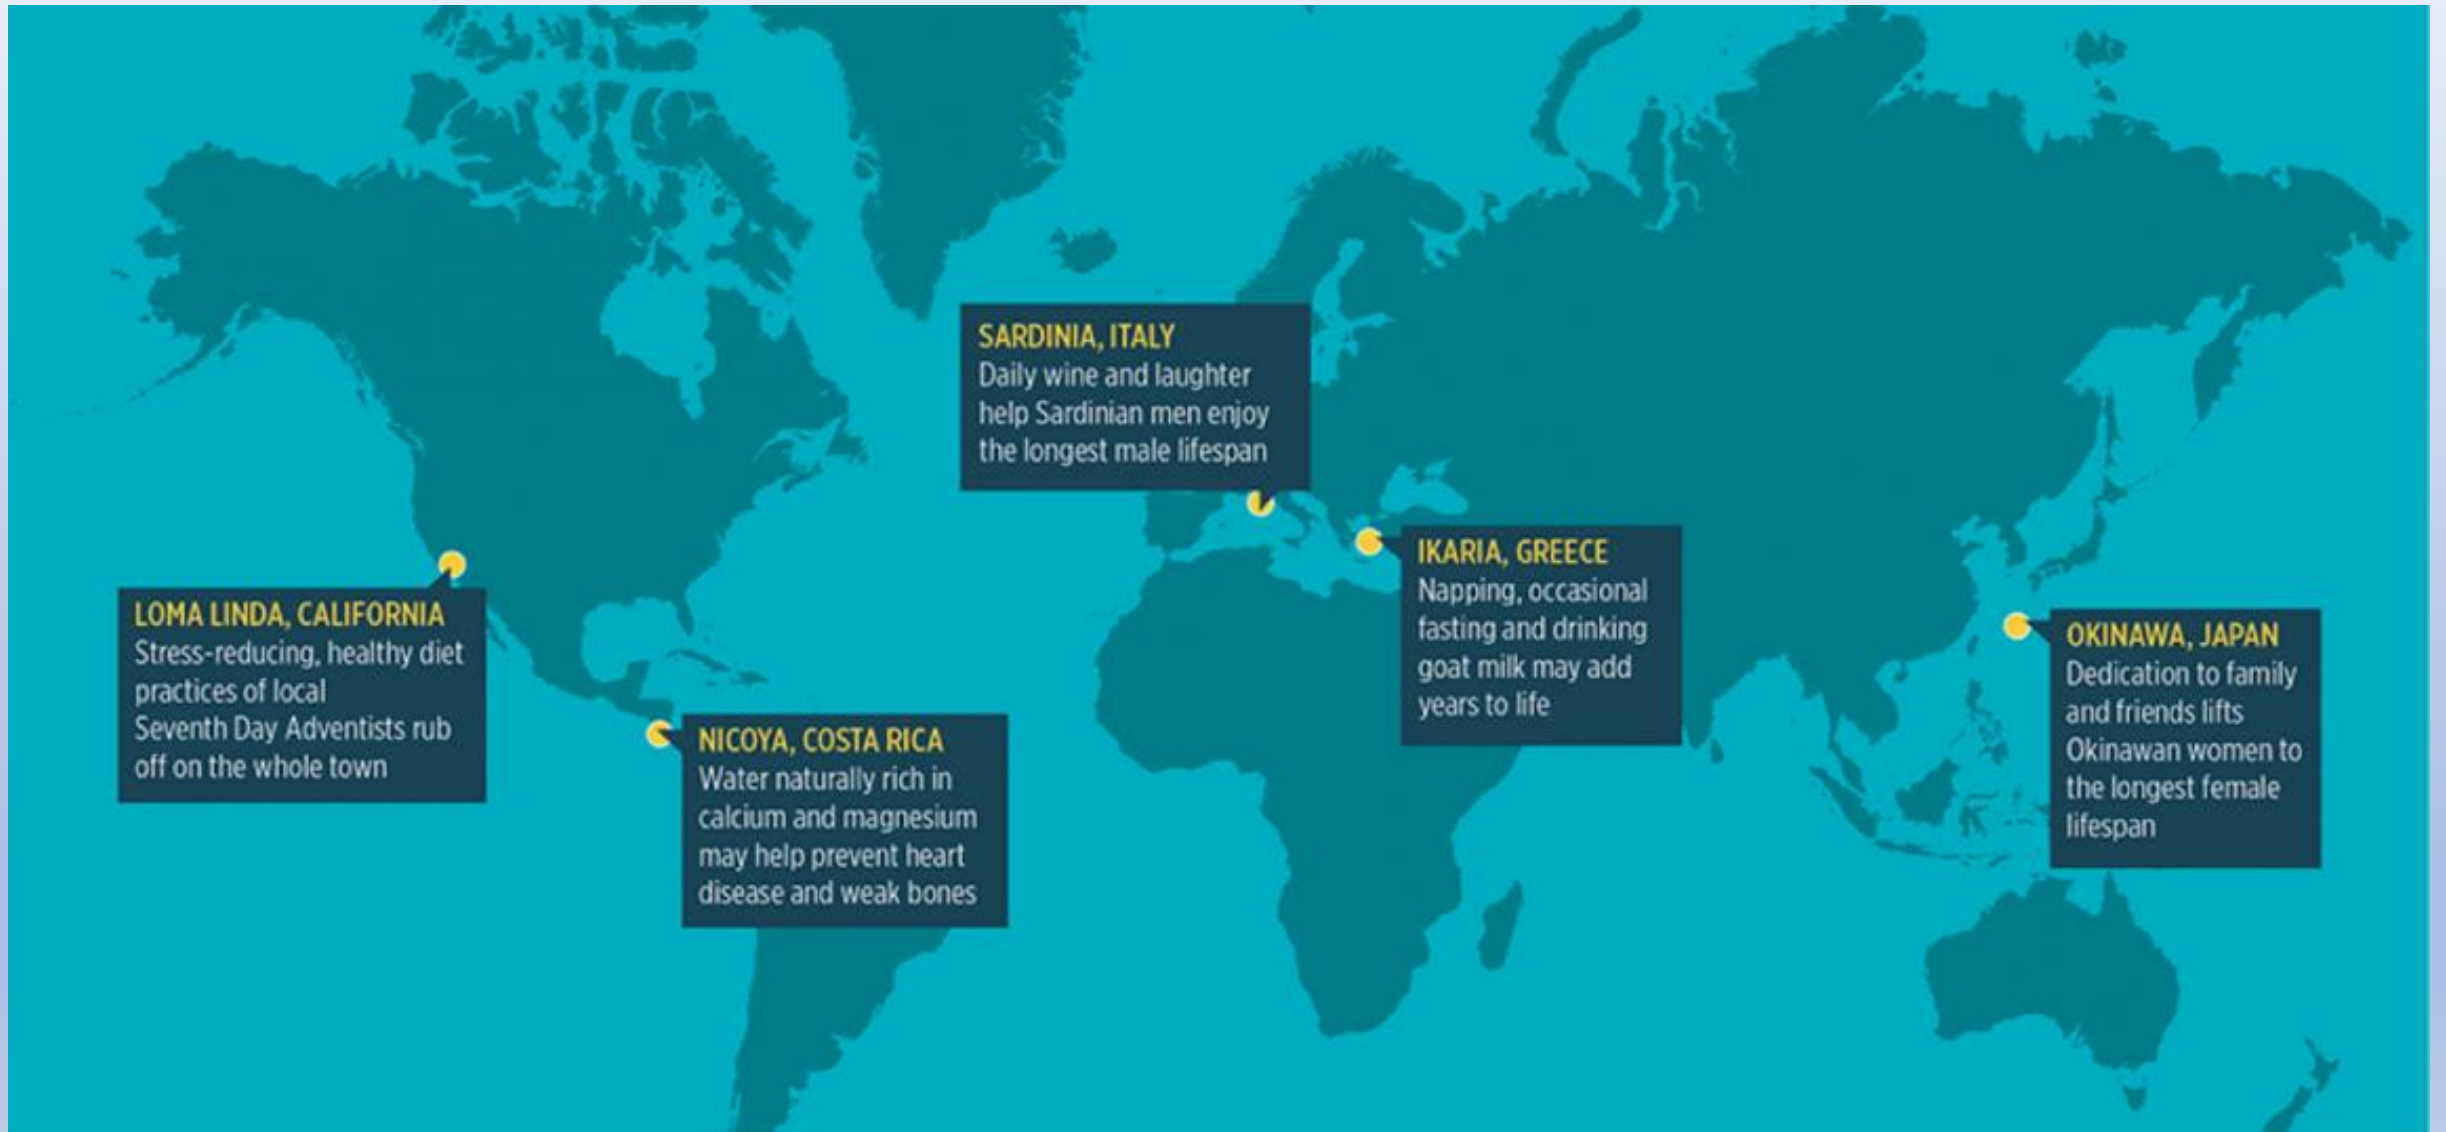 SARDINIA, ITALY
Daily wine and laughter
help Sardinian men enjoy
the longest male lifespan
IKARIA, GREECE
Napping, occasional
fasting and drinking
goat milk may add
years to life
LOMA LINDA, CALIFORNIA
Stress-reducing, healthy diet
practices of local
Seventh Day Adventists rub
off on the whole town
OKINAWA, JAPAN
Dedication to family
and friends lifts
Okinawan women to
the longest female
lifespan
NICOYA, COSTA RICA
Water naturally rich in
calcium and magnesium
may help prevent heart
disease and weak bones